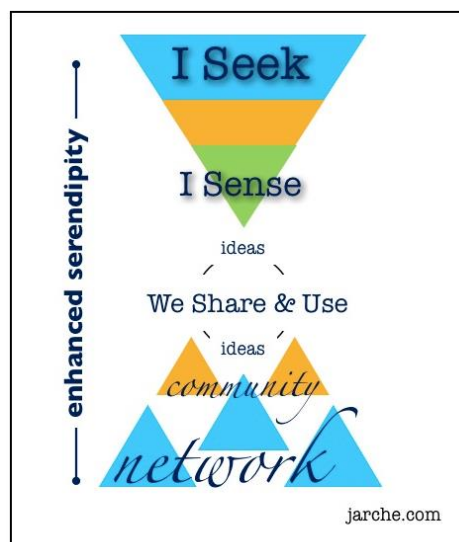 I Seek
I Sense
ideas
We Share & Use
ideas
community
network
enhanced serendipity
jarche.com